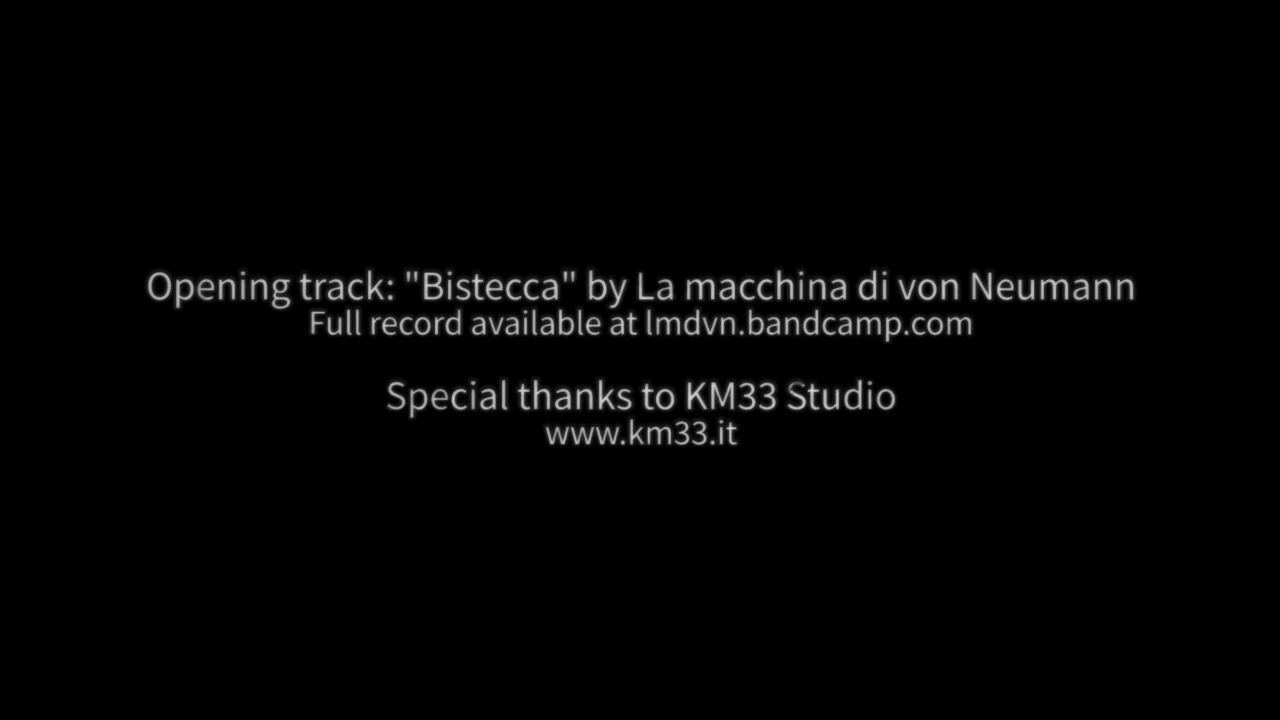 Opening track: "Bistecca" by La macchina di von Neumann
Full record available at lmdvn.bandcamp.com
Special thanks to KM33 Studio
www.km33.it